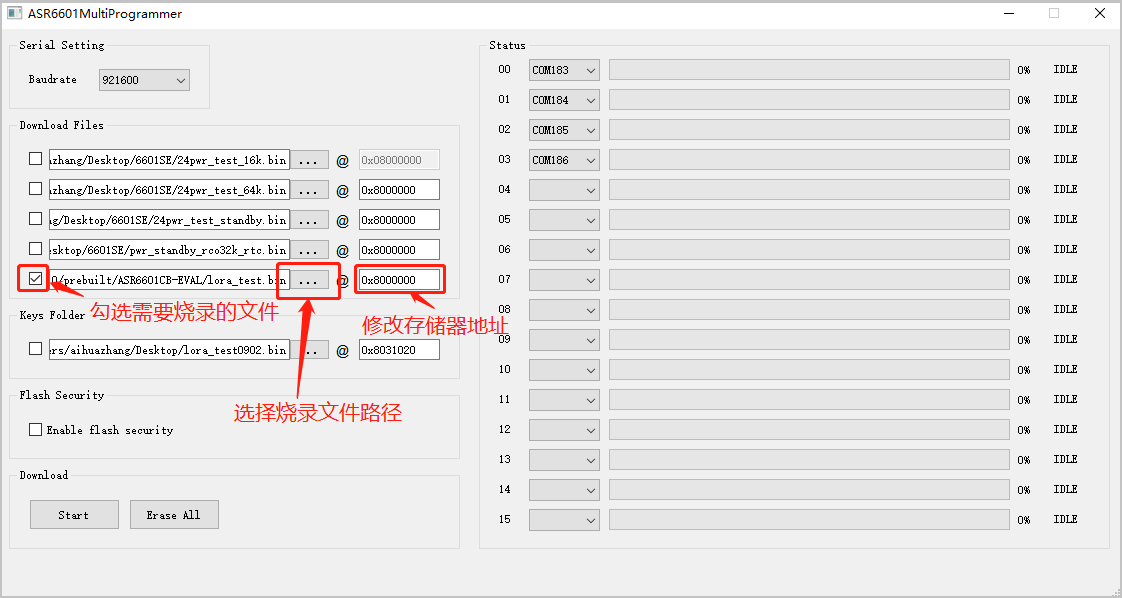 ASR6601MultiProgrammer
Serial Setting
Baudrate 921600
Download Files
azhang/Desktop/6601SE/24pwr_test_16k.bin ... @ 0x08000000
azhang/Desktop/6601SE/24pwr_test_64k.bin ... @ 0x8000000
ng/Desktop/6601SE/24pwr_test_standby.bin ... @ 0x8000000
esktop/6601SE/pwr_standby_rco32k_rtc.bin ... @ 0x8000000
0/prebuilt/ASR6601CB-EVAL/lora_test.bin ... @ 0x8000000
勾选需要烧录的文件
修改存储器地址
Keys Folder
ers/aihuazhang/Desktop/lora_test0902.bin ... @ 0x8031020
选择烧录文件路径
Flash Security
Enable flash security
Download
Start Erase All
Status
00 COM183 0% IDLE
01 COM184 0% IDLE
02 COM185 0% IDLE
03 COM186 0% IDLE
04 0% IDLE
05 0% IDLE
06 0% IDLE
07 0% IDLE
08 0% IDLE
09 0% IDLE
10 0% IDLE
11 0% IDLE
12 0% IDLE
13 0% IDLE
14 0% IDLE
15 0% IDLE